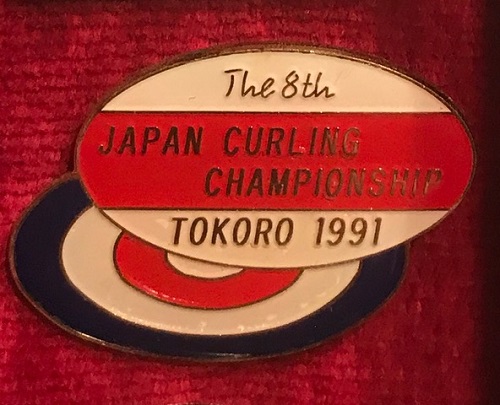 The 8th
JAPAN CURLING
CHAMPIONSHIP
TOKORO 1991